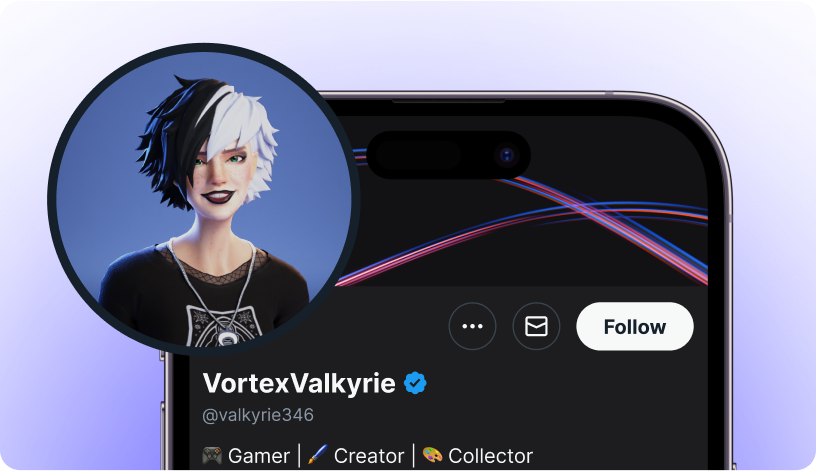 Follow
VortexValkyrie
@valkyrie346
🎮 Gamer | 🖌️ Creator | 🎨 Collector